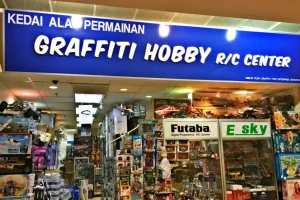 KEDAI ALAT PERMAINAN
GRAFFITI HOBBY R/C CENTER
Futaba
E sky